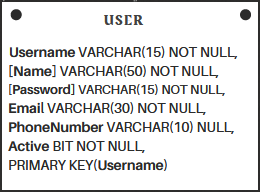 USER
Username VARCHAR(15) NOT NULL,
[Name] VARCHAR(50) NOT NULL,
[Password] VARCHAR(15) NOT NULL,
Email VARCHAR(30) NOT NULL,
PhoneNumber VARCHAR(10) NULL,
Active BIT NOT NULL,
PRIMARY KEY(Username)